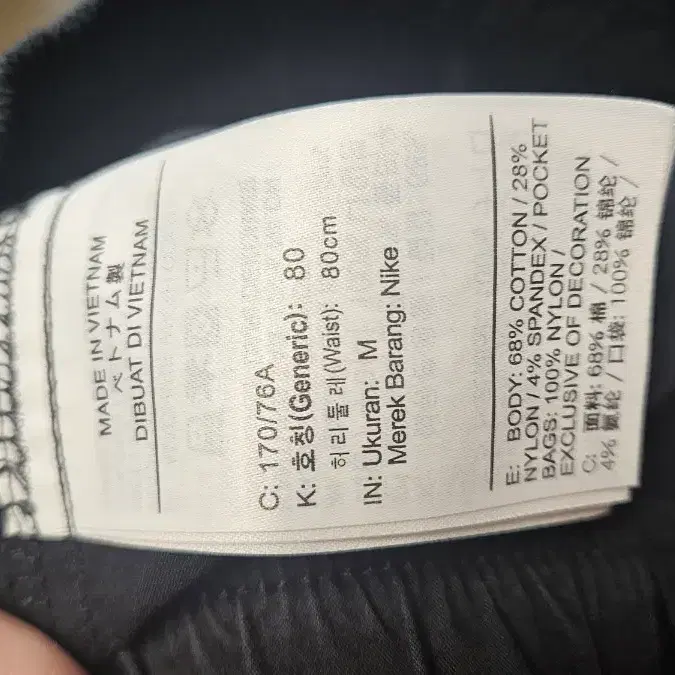 MADE IN VIETNAM
ベトナム製
DIBUAT DI VIETNAM
C: 170/76A
K: 호칭(Generic): 80
허리둘레(Waist): 80cm
IN: Ukuran: M
Merek Barang: Nike
E: BODY: 68% COTTON / 28%
NYLON / 4% SPANDEX / POCKET
BAGS: 100% NYLON /
EXCLUSIVE OF DECORATION
C: 面料: 68% 棉 / 28% 锦纶 /
4% 氨纶 / 口袋: 100% 锦纶 /